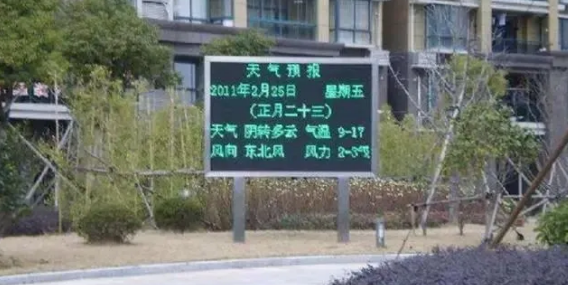 天气预报
2011年2月25日 星期五
(正月二十三)
天气 阴转多云 气温 9-17
风向 东北风 风力 2-3级